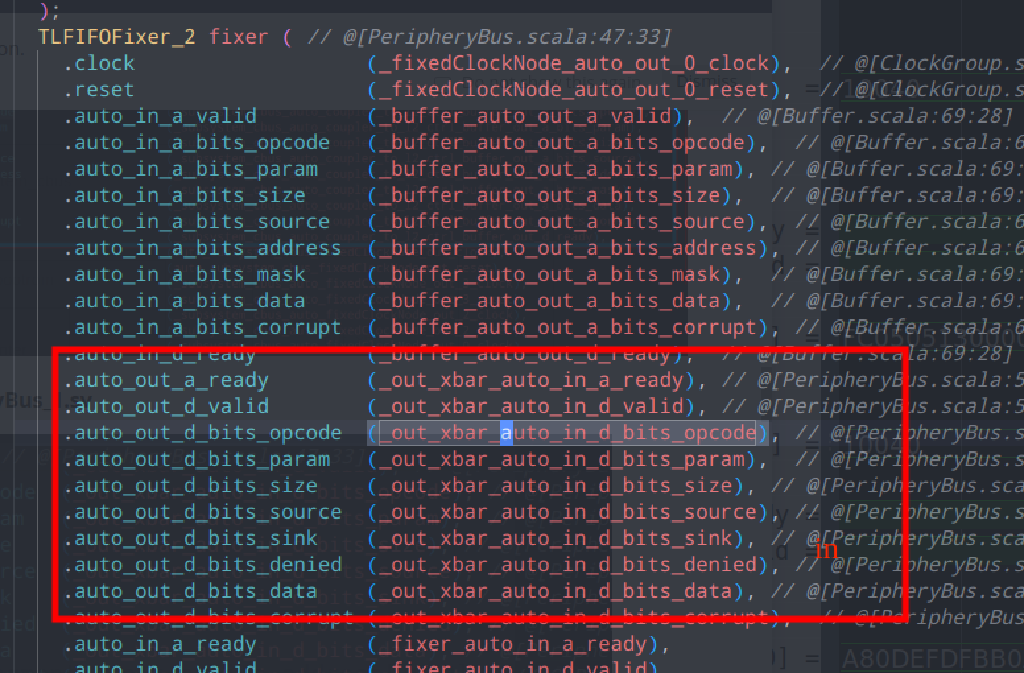 );
TLFIFOFixer_2 fixer ( // @[PeripheryBus.scala:47:33]
.clock (_fixedClockNode_auto_out_0_clock), // @[ClockGroup.s
.reset (_fixedClockNode_auto_out_0_reset), // @[ClockGroup.s
.auto_in_a_valid (_buffer_auto_out_a_valid), // @[Buffer.scala:69:28]
.auto_in_a_bits_opcode (_buffer_auto_out_a_bits_opcode), // @[Buffer.scala:6
.auto_in_a_bits_param (_buffer_auto_out_a_bits_param), // @[Buffer.scala:69:
.auto_in_a_bits_size (_buffer_auto_out_a_bits_size), // @[Buffer.scala:69:
.auto_in_a_bits_source (_buffer_auto_out_a_bits_source), // @[Buffer.scala:6
.auto_in_a_bits_address (_buffer_auto_out_a_bits_address), // @[Buffer.scala:6
.auto_in_a_bits_mask (_buffer_auto_out_a_bits_mask), // @[Buffer.scala:69:
.auto_in_a_bits_data (_buffer_auto_out_a_bits_data), // @[Buffer.scala:69:
.auto_in_a_bits_corrupt (_buffer_auto_out_a_bits_corrupt), // @[Buffer.scala:6
.auto_in_d_ready (_buffer_auto_out_d_ready), // @[Buffer.scala:69:28]
.auto_out_a_ready (_out_xbar_auto_in_a_ready), // @[PeripheryBus.scala:5
.auto_out_d_valid (_out_xbar_auto_in_d_valid), // @[PeripheryBus.scala:5
.auto_out_d_bits_opcode (_out_xbar_auto_in_d_bits_opcode), // @[PeripheryBus.s
.auto_out_d_bits_param (_out_xbar_auto_in_d_bits_param), // @[PeripheryBus.s
.auto_out_d_bits_size (_out_xbar_auto_in_d_bits_size), // @[PeripheryBus.sca
.auto_out_d_bits_source (_out_xbar_auto_in_d_bits_source), // @[PeripheryBus.s
.auto_out_d_bits_sink (_out_xbar_auto_in_d_bits_sink), // @[PeripheryBus.sca
m
.auto_out_d_bits_denied (_out_xbar_auto_in_d_bits_denied), // @[PeripheryBus.s
.auto_out_d_bits_data (_out_xbar_auto_in_d_bits_data), // @[PeripheryBus.sca
.auto_out_d_bits_corrupt (_out_xbar_auto_in_d_bits_corrupt), // @[PeripheryBus
.auto_in_a_ready (_fixer_auto_in_a_ready),
.auto_in_d_valid (_fixer_auto_in_d_valid)
A80DEFDFBB0